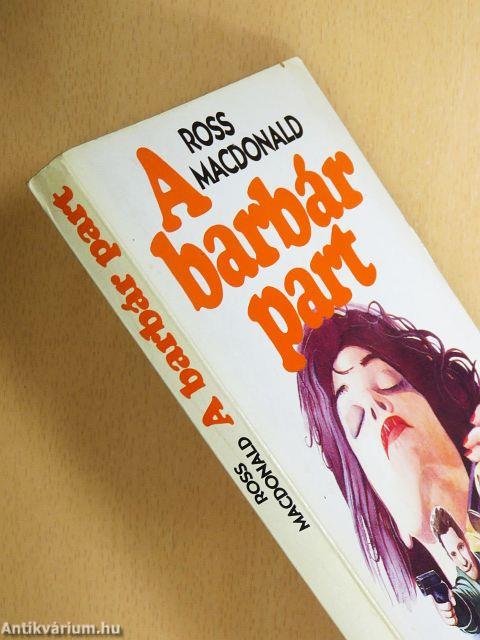 ROSS
MACDONALD
A
barbár
part
A barbár part
ROSS
MACDONALD
Antikvárium.hu